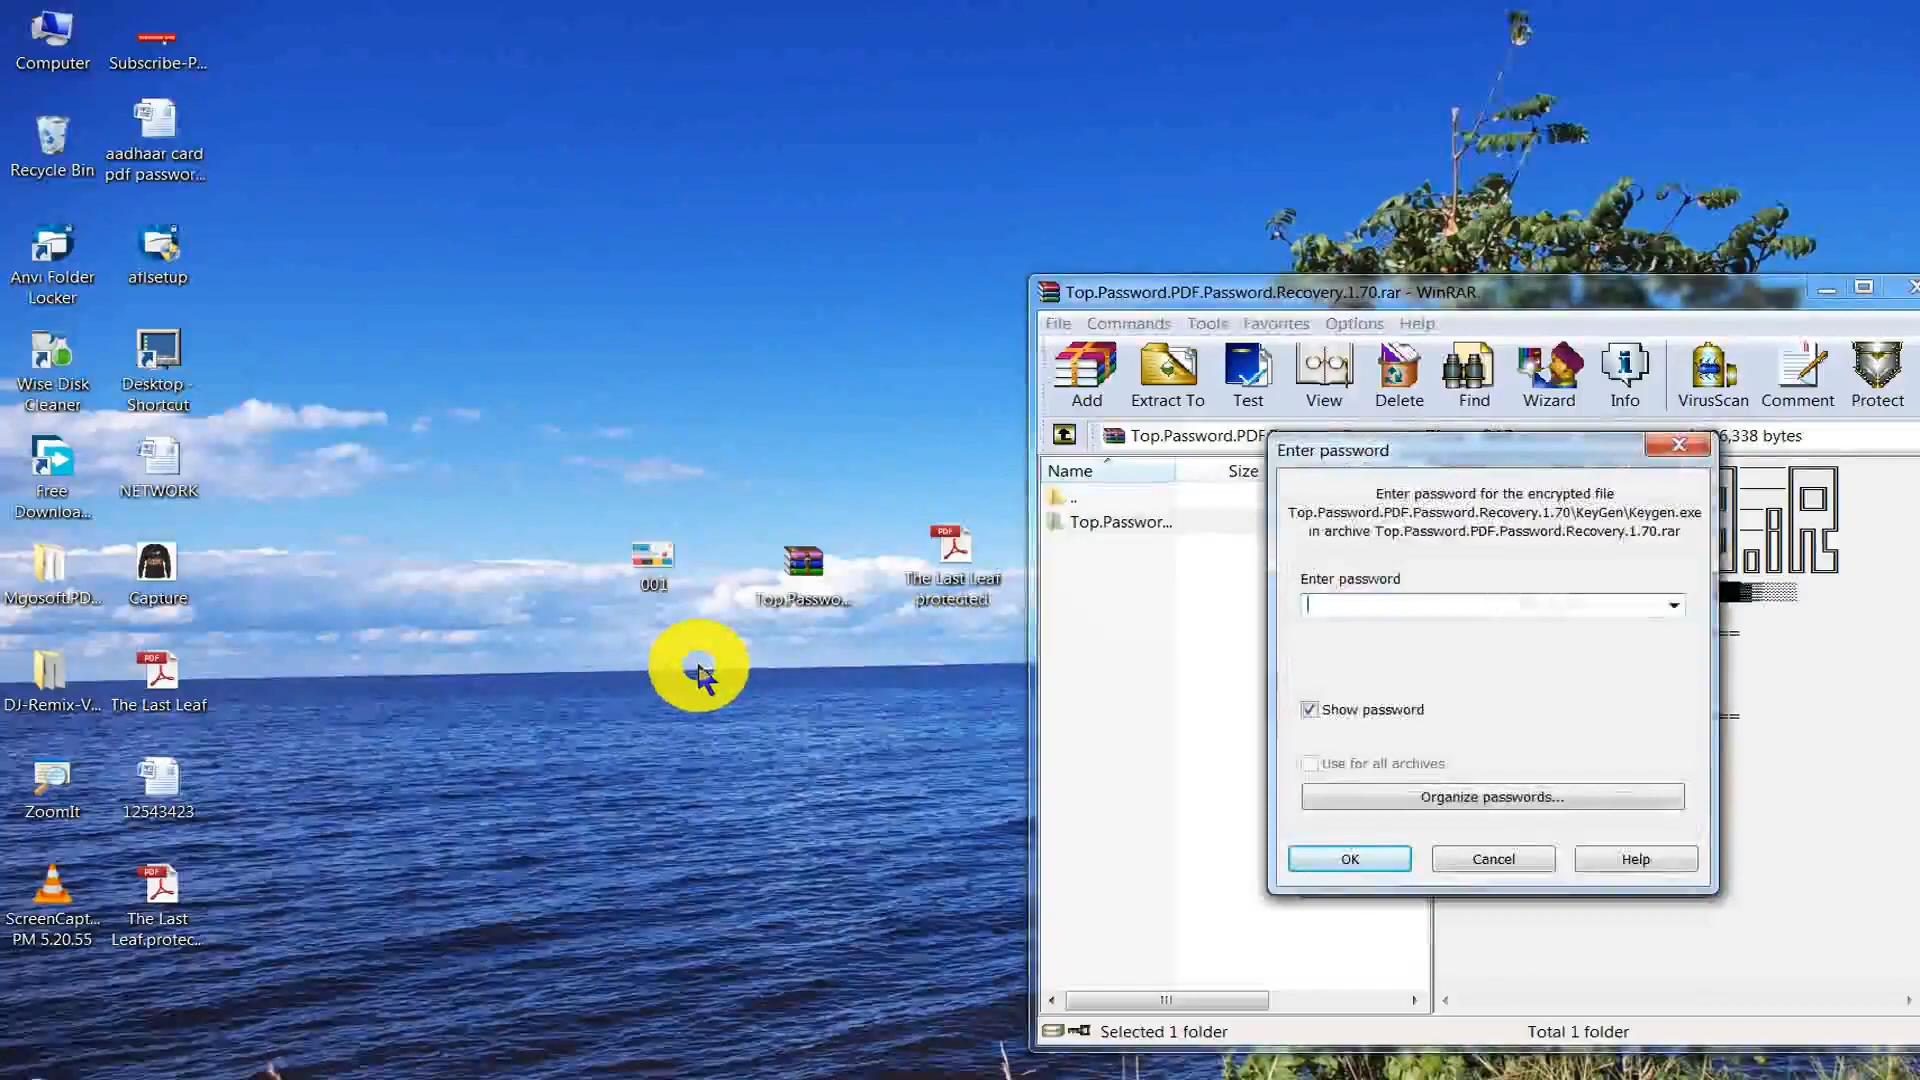 Computer
Subscribe-P...
Recycle Bin
aadhaar card
pdf passwor...
Anvi Folder
Locker
aflsetup
Wise Disk
Cleaner
Desktop -
Shortcut
Free
Downloa...
NETWORK
Mgosoft.PD...
Capture
DJ-Remix-V...
The Last Leaf
ZoomIt
12543423
ScreenCapt...
PM 5.20.55
The Last
Leaf.protec...
001
Top.Passwo...
PDF
The Last Leaf
protected
Top.Password.PDF.Password.Recovery.1.70.rar - WinRAR
File Commands Tools Favorites Options Help
Add Extract To Test View Delete Find Wizard Info VirusScan Comment Protect
Top.Password.PDF
6,338 bytes
Name Size
..
Top.Passwor...
Enter password
Enter password for the encrypted file
Top.Password.PDF.Password.Recovery.1.70\KeyGen\Keygen.exe
in archive Top.Password.PDF.Password.Recovery.1.70.rar
Enter password
Show password
Use for all archives
Organize passwords...
OK Cancel Help
Selected 1 folder
Total 1 folder